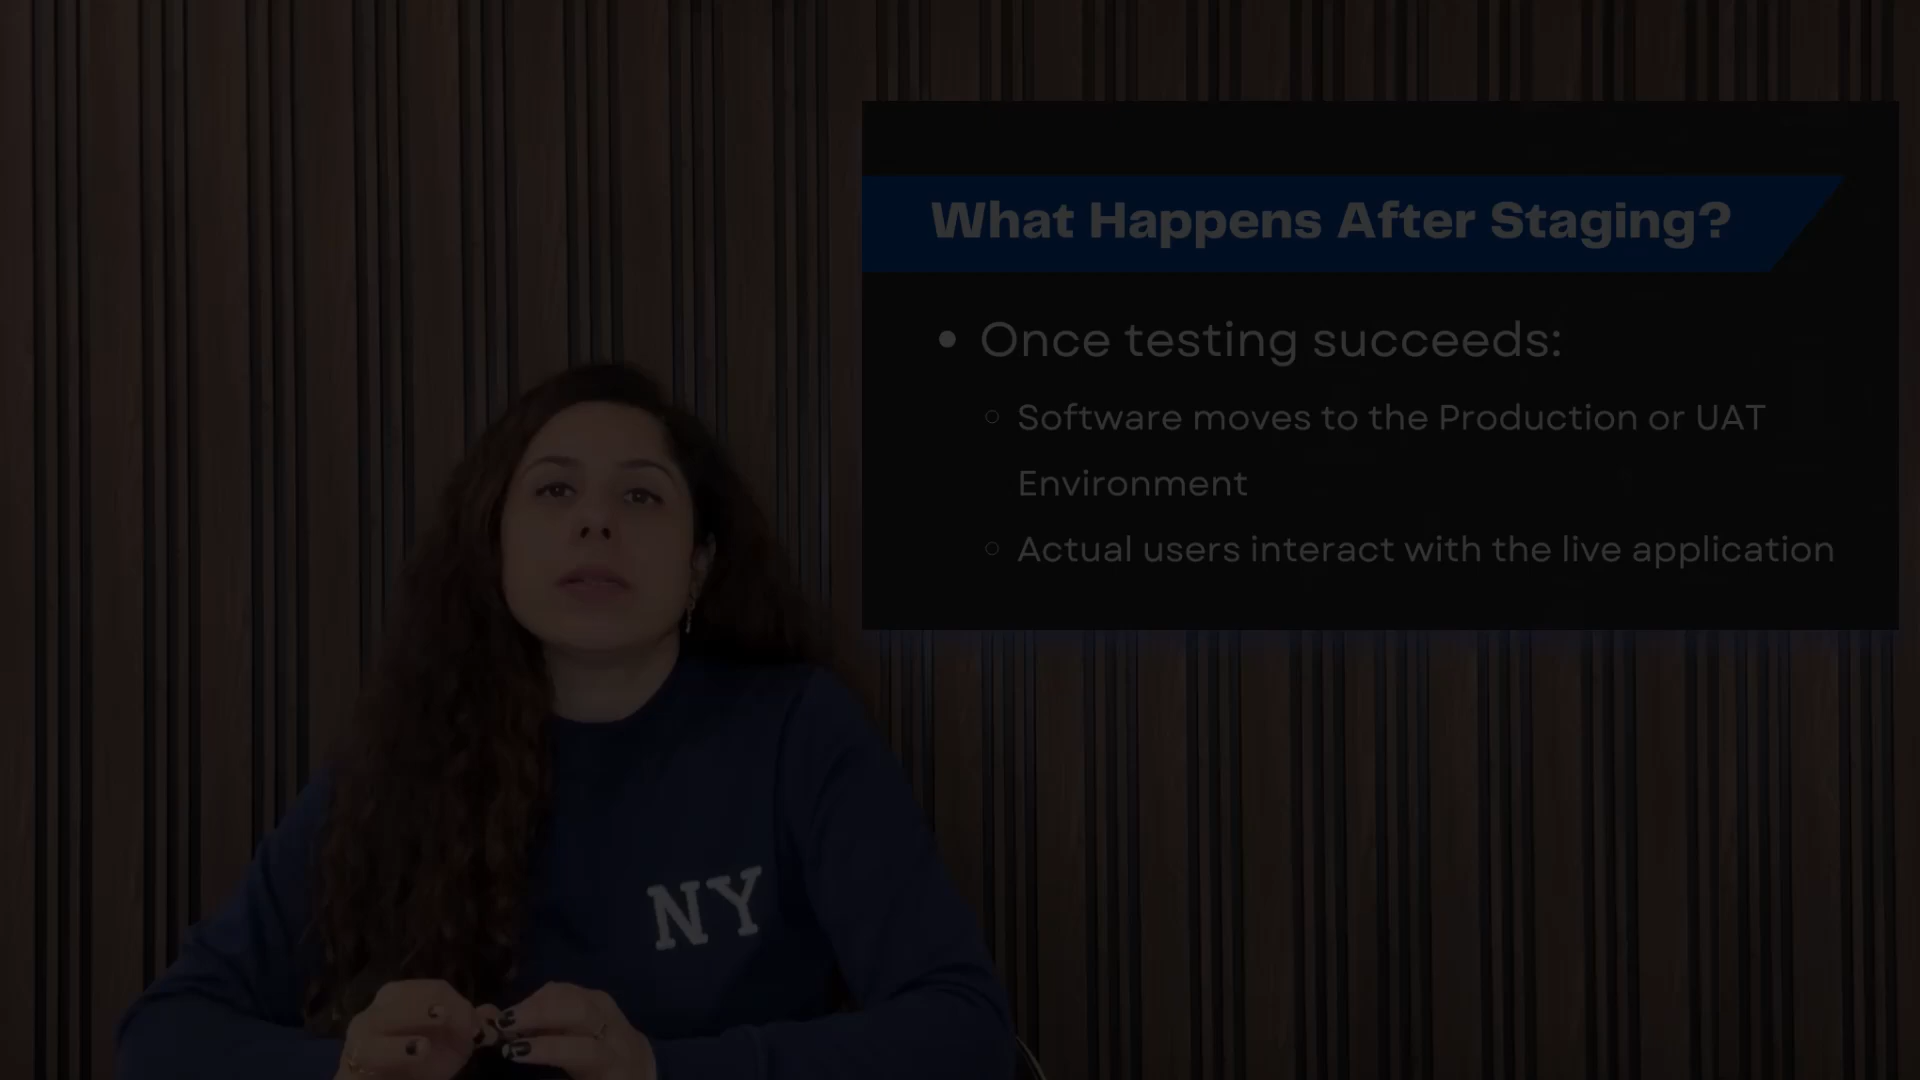 What Happens After Staging?
• Once testing succeeds:
○ Software moves to the Production or UAT
Environment
○ Actual users interact with the live application
NY